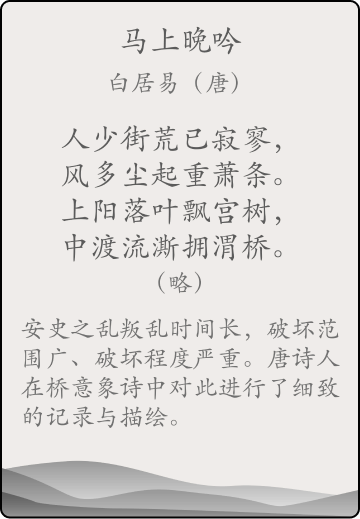 马上晚吟
白居易（唐）
人少街荒已寂寥，
风多尘起重萧条。
上阳落叶飘宫树，
中渡流澌拥渭桥。
（略）
安史之乱叛乱时间长，破坏范
围广、破坏程度严重。唐诗人
在桥意象诗中对此进行了细致
的记录与描绘。